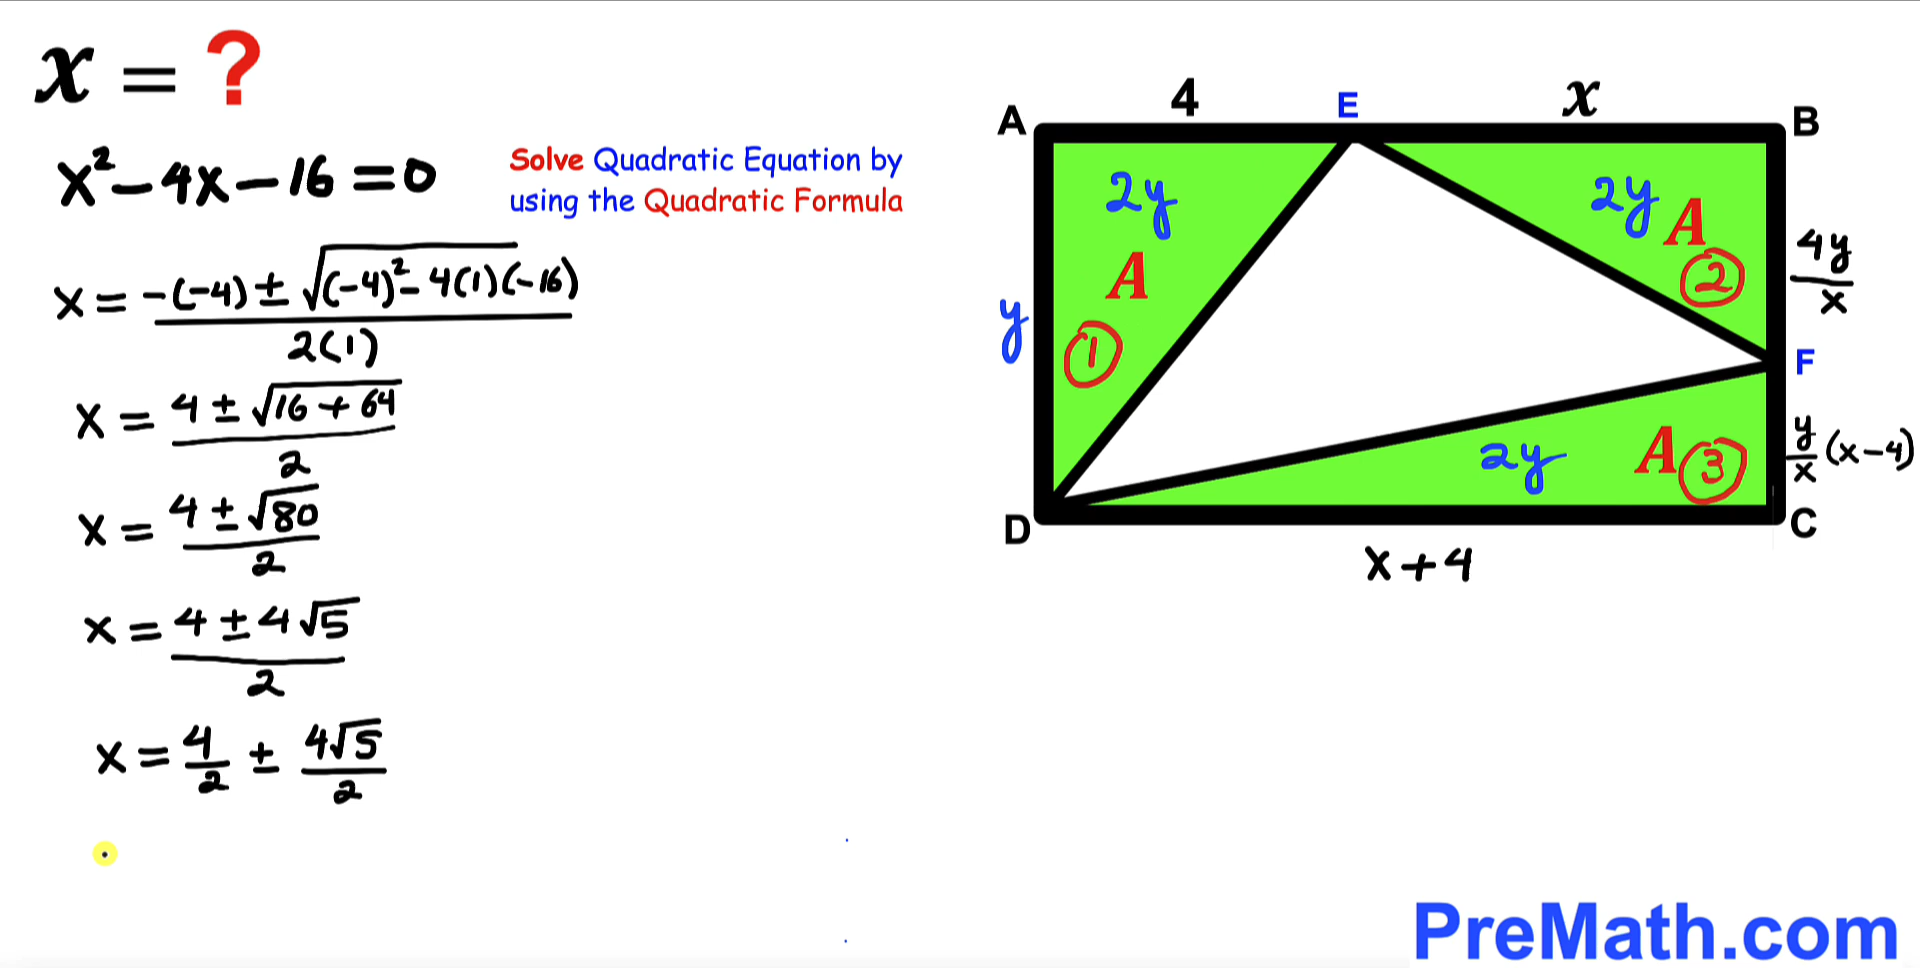 x = ?
x² - 4x - 16 = 0
Solve Quadratic Equation by
using the Quadratic Formula
x = -(-4) ± √(-4)² - 4(1)(-16)
2(1)
x = 4 ± √16 + 64
2
x = 4 ± √80
2
x = 4 ± 4√5
2
x = 4/2 ± 4√5/2
4
E
x
A
B
2y
2y
A
A
2
4y/x
y
1
F
2y
A
3
y/x (x-4)
D
C
x + 4
PreMath.com